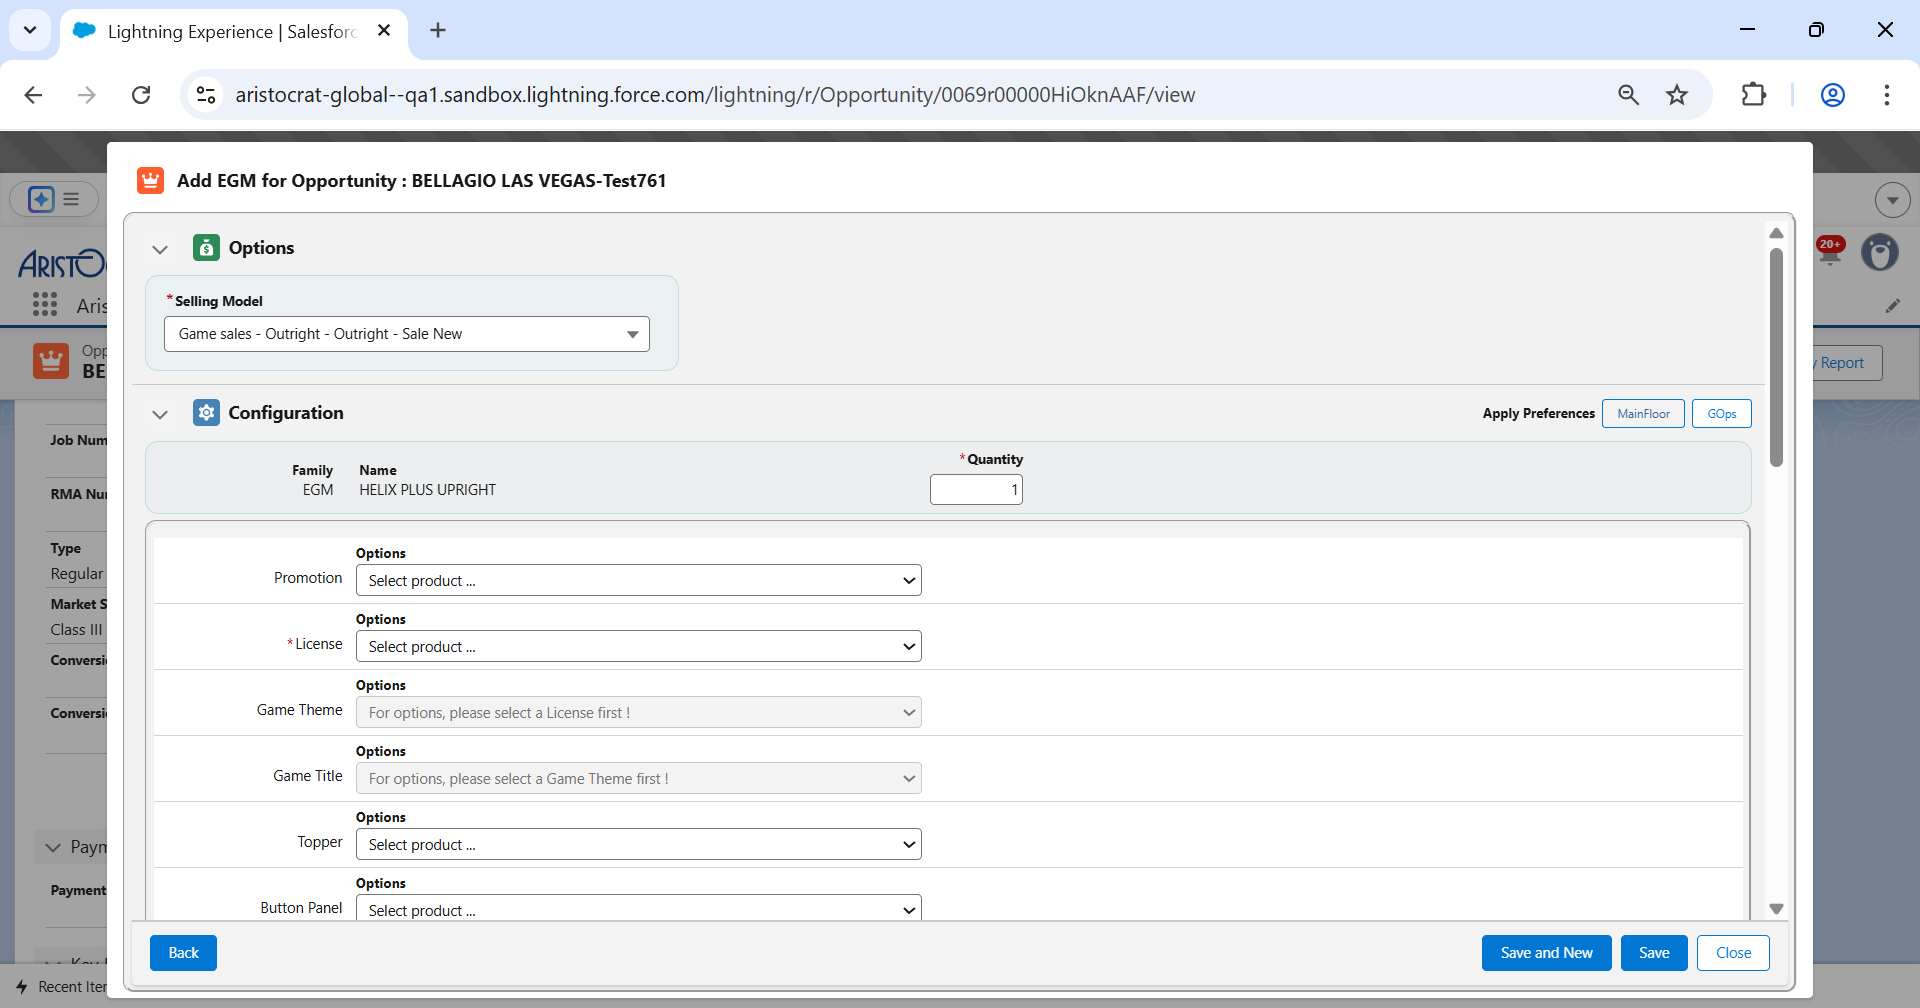 Lightning Experience | Salesforc
aristocrat-global--qa1.sandbox.lightning.force.com/lightning/r/Opportunity/0069r00000HiOknAAF/view
Add EGM for Opportunity : BELLAGIO LAS VEGAS-Test761
Options
*Selling Model
Game sales - Outright - Outright - Sale New
Configuration
Apply Preferences
MainFloor
GOps
Family
EGM
Name
HELIX PLUS UPRIGHT
*Quantity
1
Options
Promotion
Select product ...
Options
*License
Select product ...
Options
Game Theme
For options, please select a License first !
Options
Game Title
For options, please select a Game Theme first !
Options
Topper
Select product ...
Options
Button Panel
Select product ...
Back
Save and New
Save
Close
ARISTOC
Aris
20+
Opp
BE
y Report
Job Num
RMA Nu
Type
Regular
Market S
Class III
Conversi
Conversi
Paym
Payment
Recent Iter